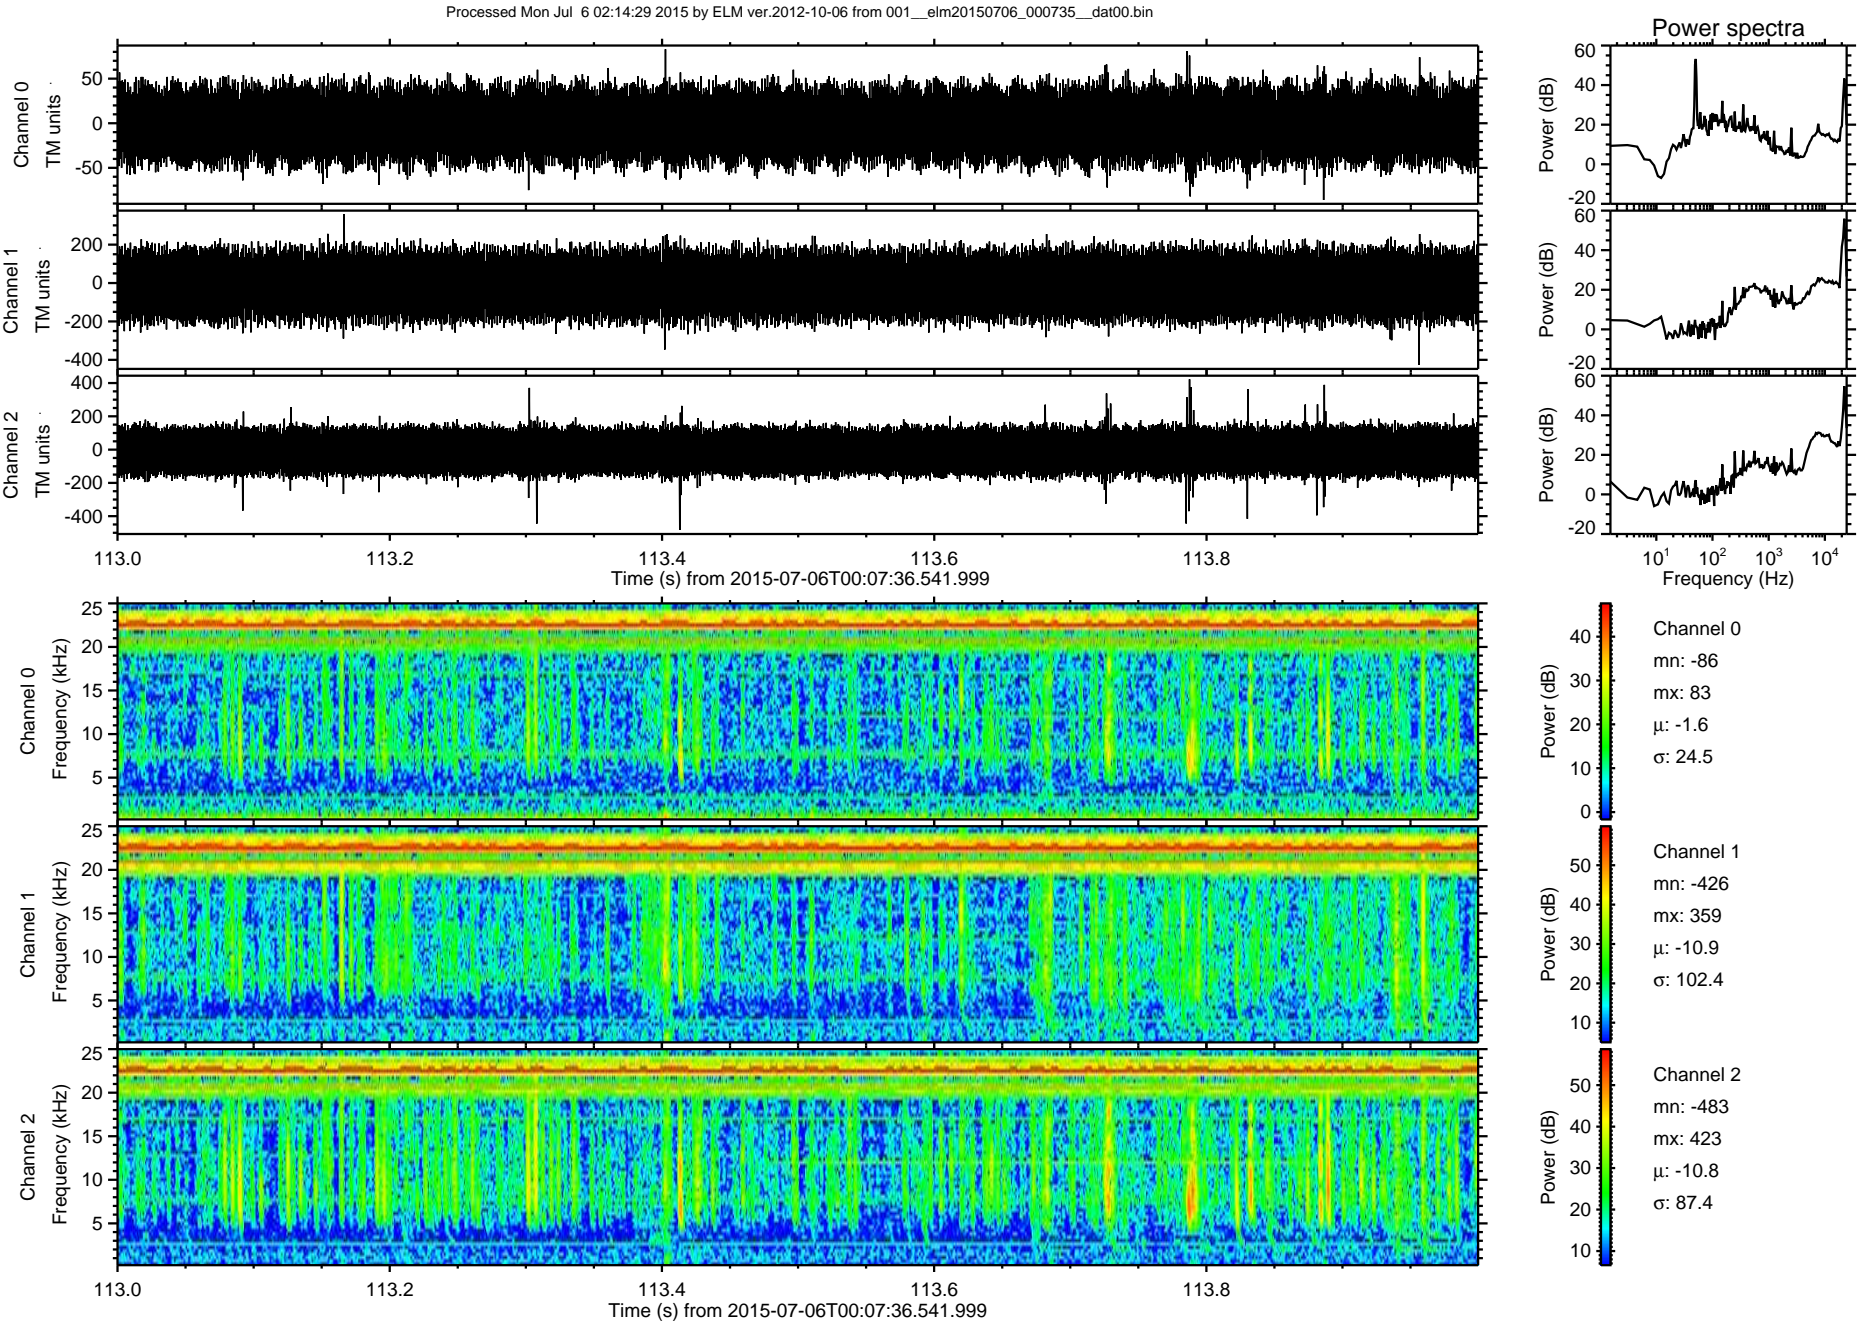 Processed Mon Jul  6 02:14:29 2015 by ELM ver.2012-10-06 from 001__elm20150706_000735__dat00.bin
Power spectra
Channel 0
TM units
50
0
-50
Power (dB)
60
40
20
0
-20
Channel 1
TM units
200
0
-200
-400
Power (dB)
60
40
20
0
-20
Channel 2
TM units
400
200
0
-200
-400
Power (dB)
60
40
20
0
-20
113.0 113.2 113.4 113.6 113.8
Time (s) from 2015-07-06T00:07:36.541.999
10^1 10^2 10^3 10^4
Frequency (Hz)
Channel 0
Frequency (kHz)
25
20
15
10
5
Power (dB)
40
30
20
10
0
Channel 0
mn: -86
mx: 83
μ: -1.6
σ: 24.5
Channel 1
Frequency (kHz)
25
20
15
10
5
Power (dB)
50
40
30
20
10
Channel 1
mn: -426
mx: 359
μ: -10.9
σ: 102.4
Channel 2
Frequency (kHz)
25
20
15
10
5
Power (dB)
50
40
30
20
10
Channel 2
mn: -483
mx: 423
μ: -10.8
σ: 87.4
113.0 113.2 113.4 113.6 113.8
Time (s) from 2015-07-06T00:07:36.541.999